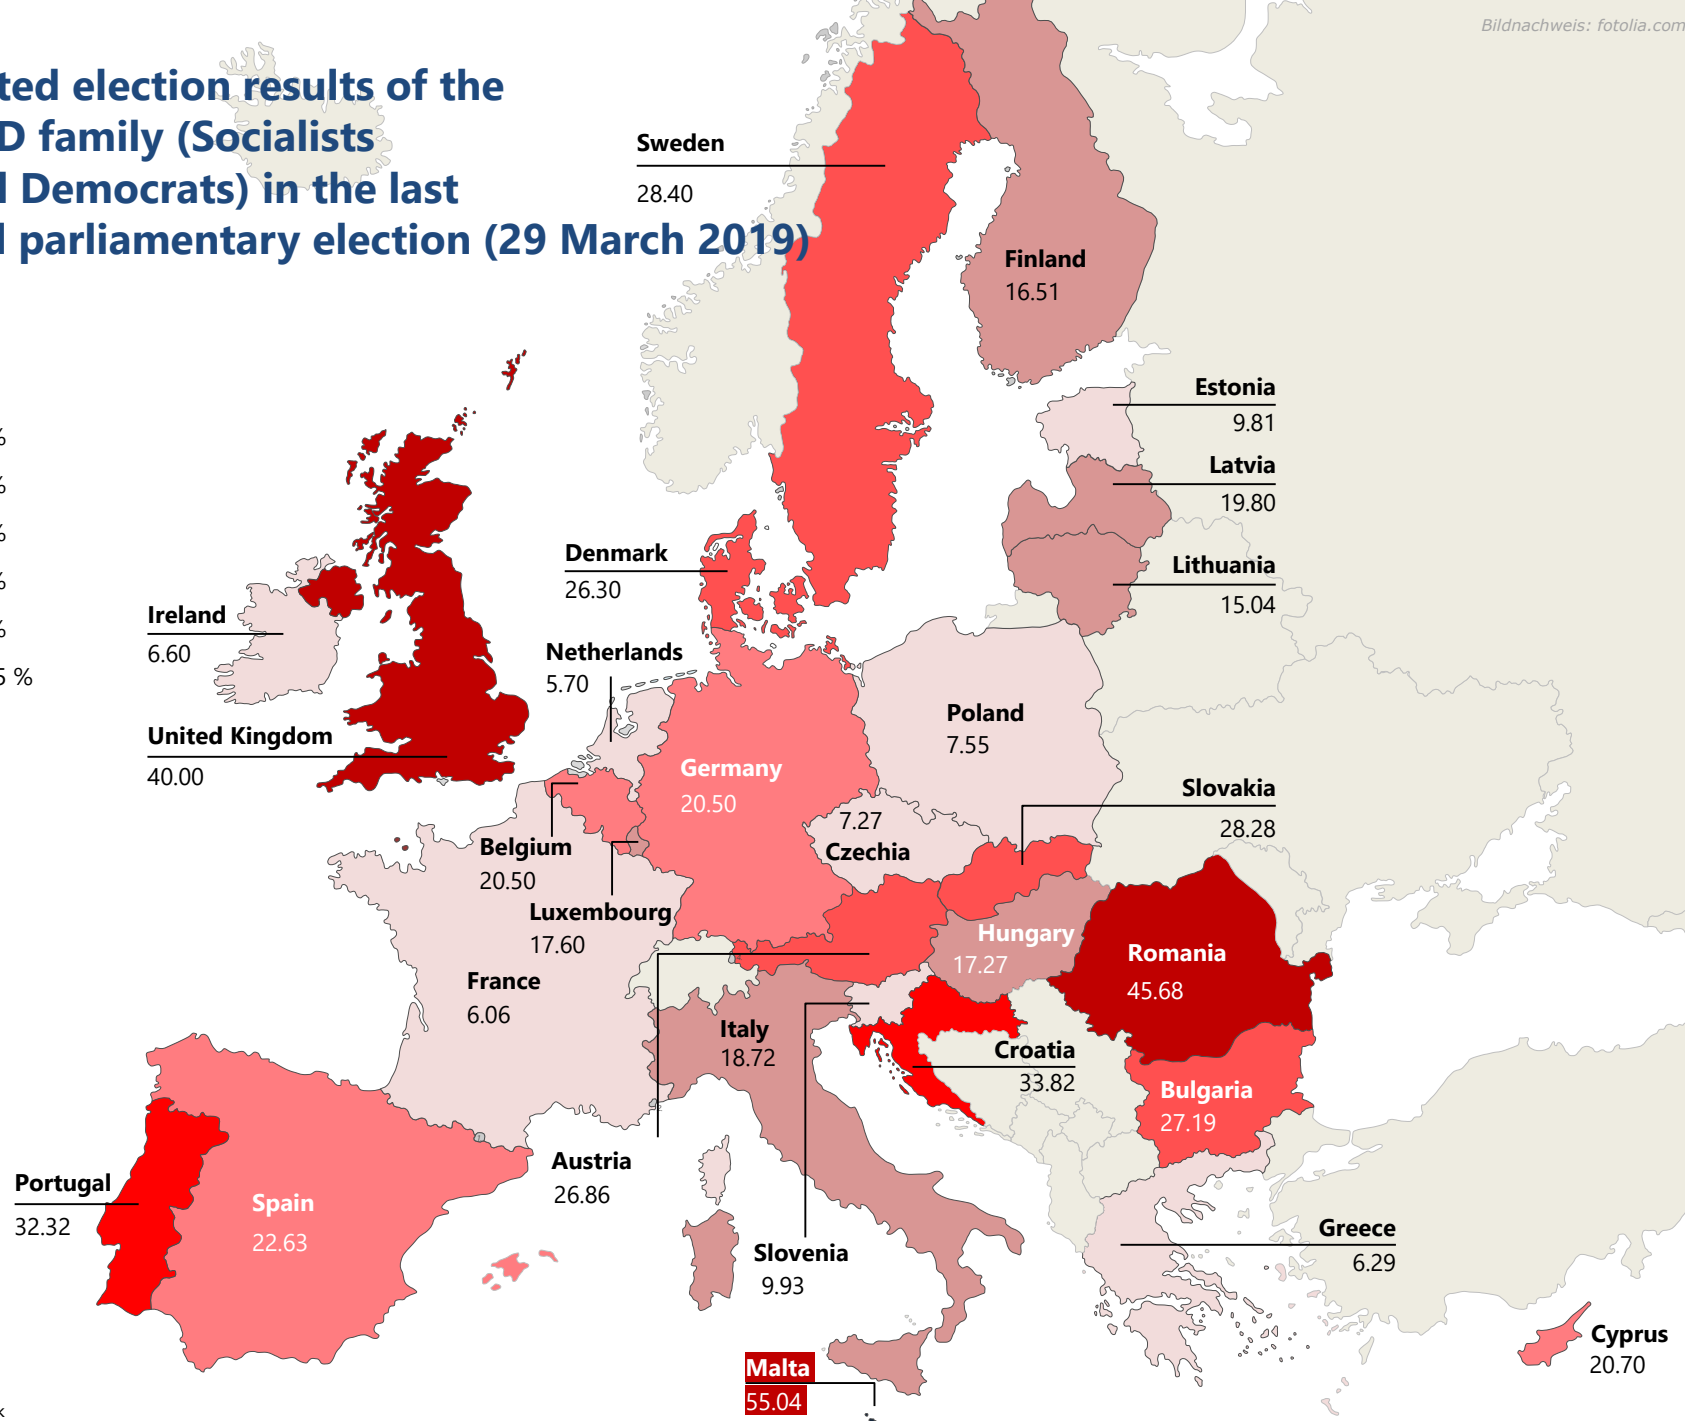 Bildnachweis: fotolia.com
ted election results of the
D family (Socialists
l Democrats) in the last
l parliamentary election (29 March 2019)
%
%
%
%
%
5 %
Sweden
28.40
Finland
16.51
Estonia
9.81
Latvia
19.80
Lithuania
15.04
Denmark
26.30
Ireland
6.60
Netherlands
5.70
United Kingdom
40.00
Poland
7.55
Germany
20.50
Slovakia
28.28
7.27
Czechia
Belgium
20.50
Luxembourg
17.60
Hungary
17.27
Romania
45.68
France
6.06
Italy
18.72
Croatia
33.82
Bulgaria
27.19
Austria
26.86
Portugal
32.32
Spain
22.63
Slovenia
9.93
Greece
6.29
Cyprus
20.70
Malta
55.04
k